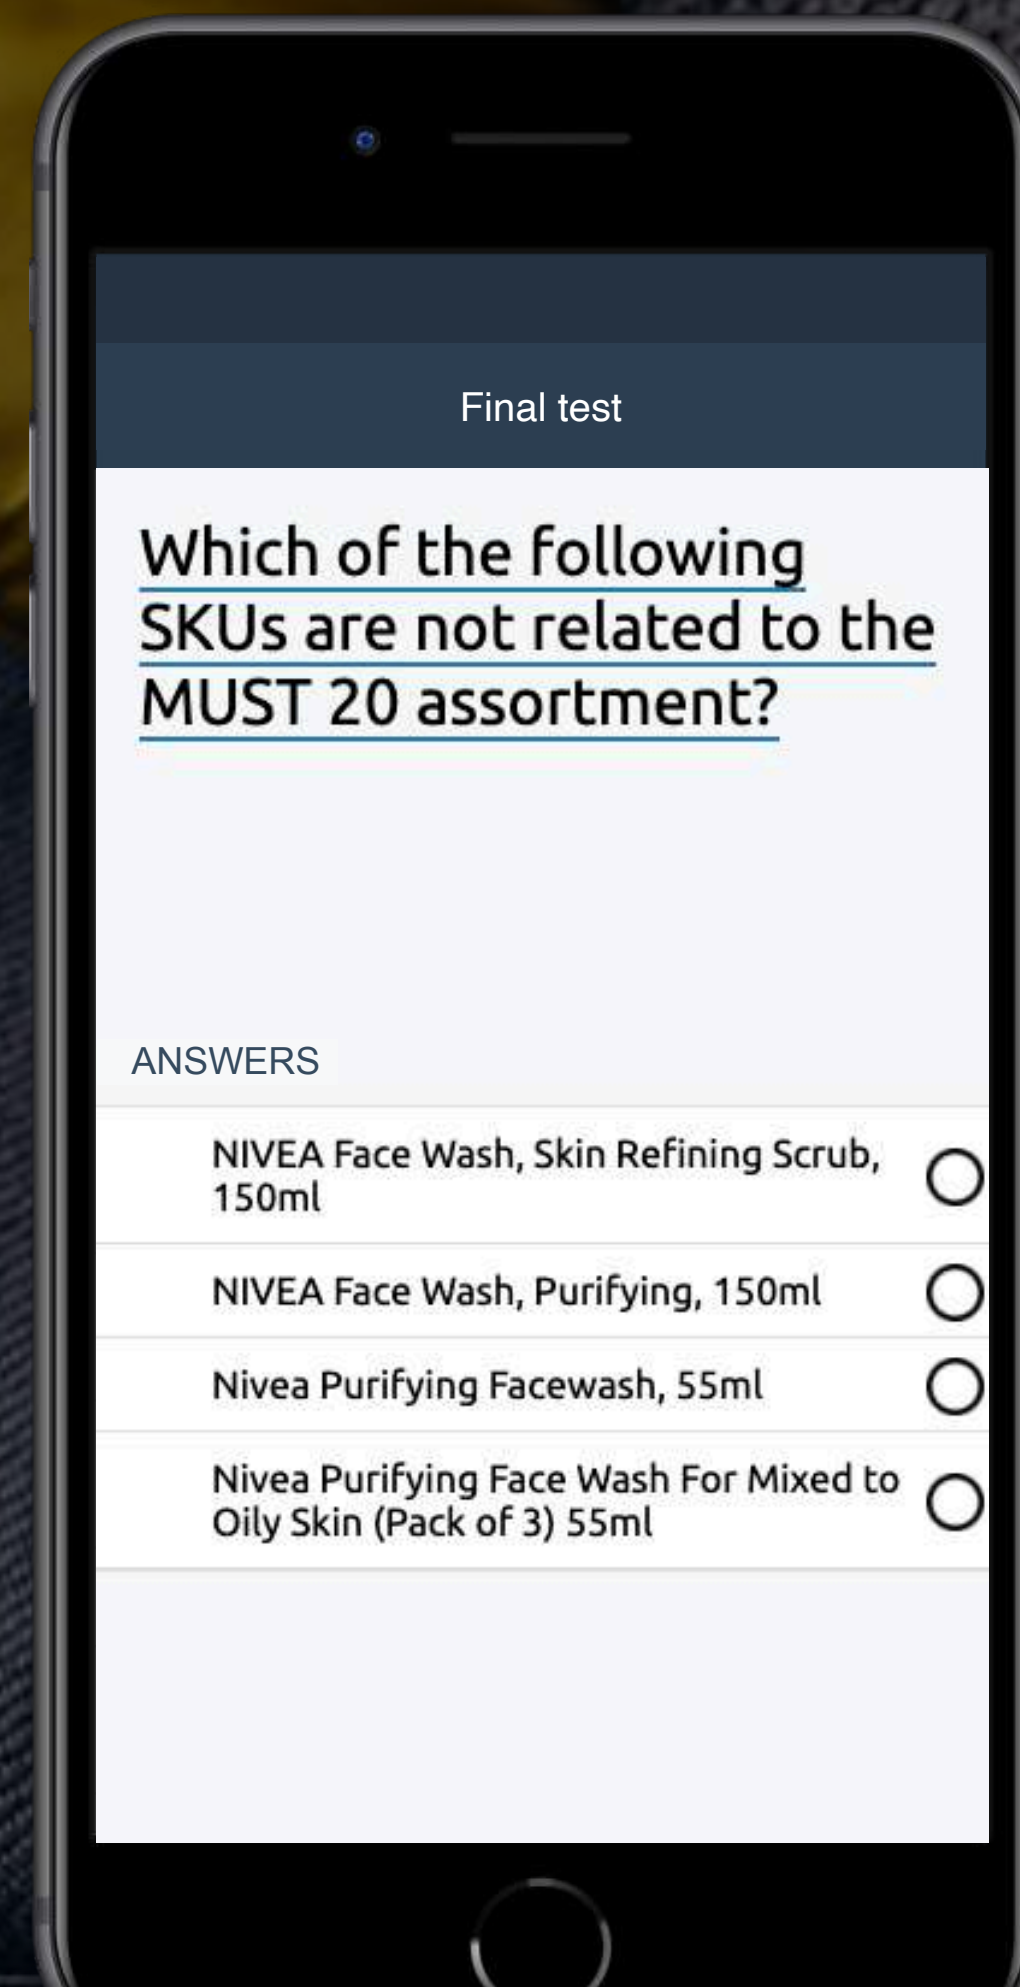 Final test
Which of the following
SKUs are not related to the
MUST 20 assortment?
ANSWERS
NIVEA Face Wash, Skin Refining Scrub,
150ml
NIVEA Face Wash, Purifying, 150ml
Nivea Purifying Facewash, 55ml
Nivea Purifying Face Wash For Mixed to
Oily Skin (Pack of 3) 55ml